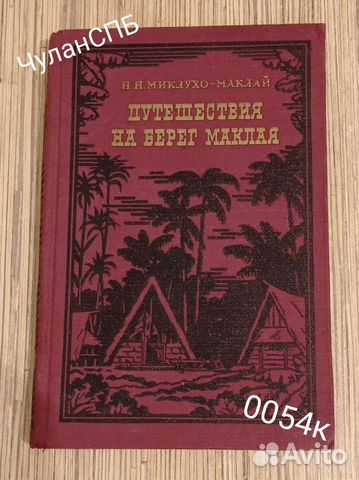 ЧуланСПБ
Н. Н. МИКЛУХО-МАКЛАЙ
ПУТЕШЕСТВИЯ
НА БЕРЕГ МАКЛАЯ
0054к
Avito